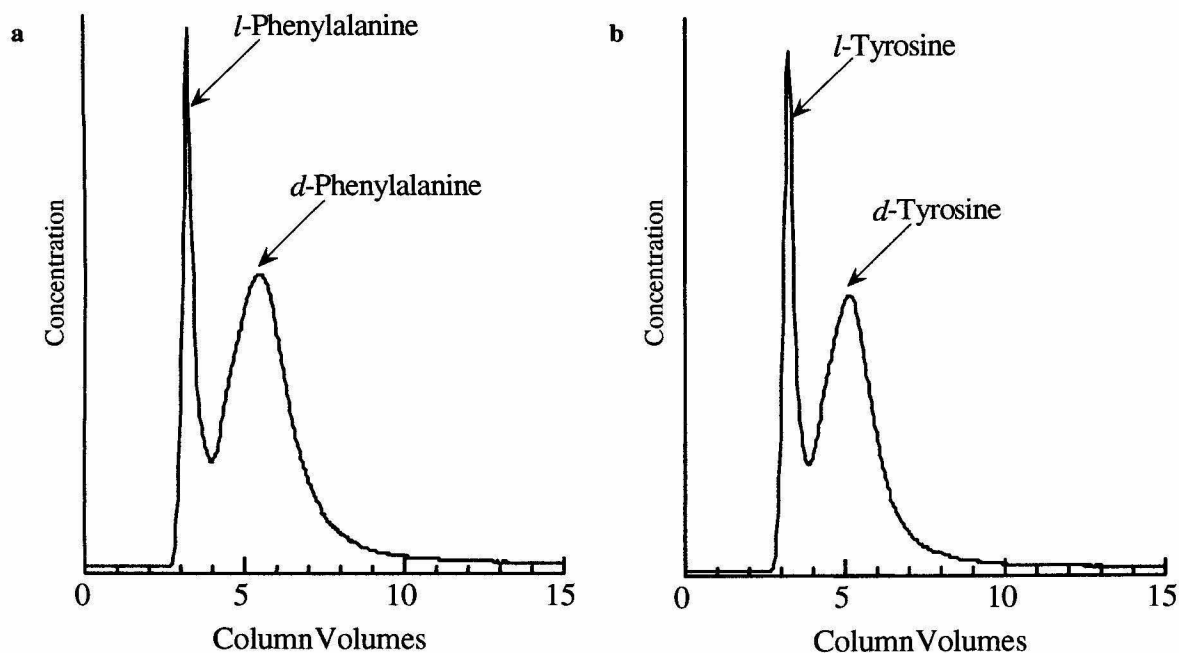 a
l-Phenylalanine
d-Phenylalanine
Concentration
0 5 10 15
Column Volumes
b
l-Tyrosine
d-Tyrosine
Concentration
0 5 10 15
Column Volumes